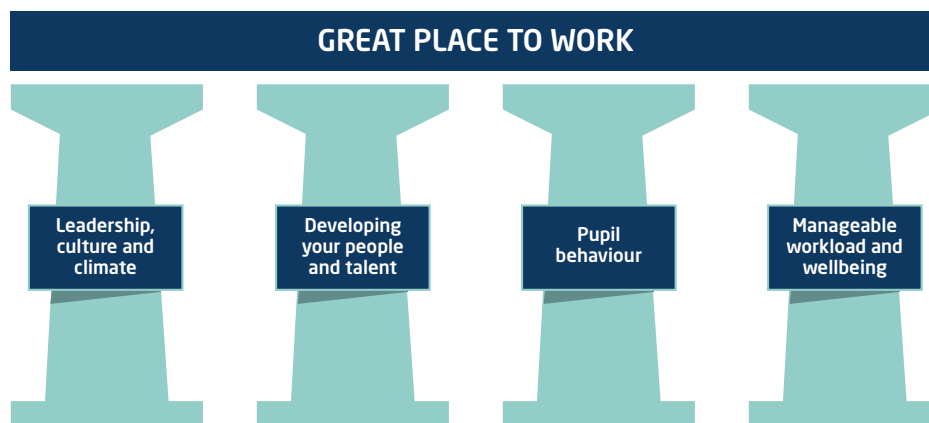 GREAT PLACE TO WORK
Leadership,
culture and
climate
Developing
your people
and talent
Pupil
behaviour
Manageable
workload and
wellbeing